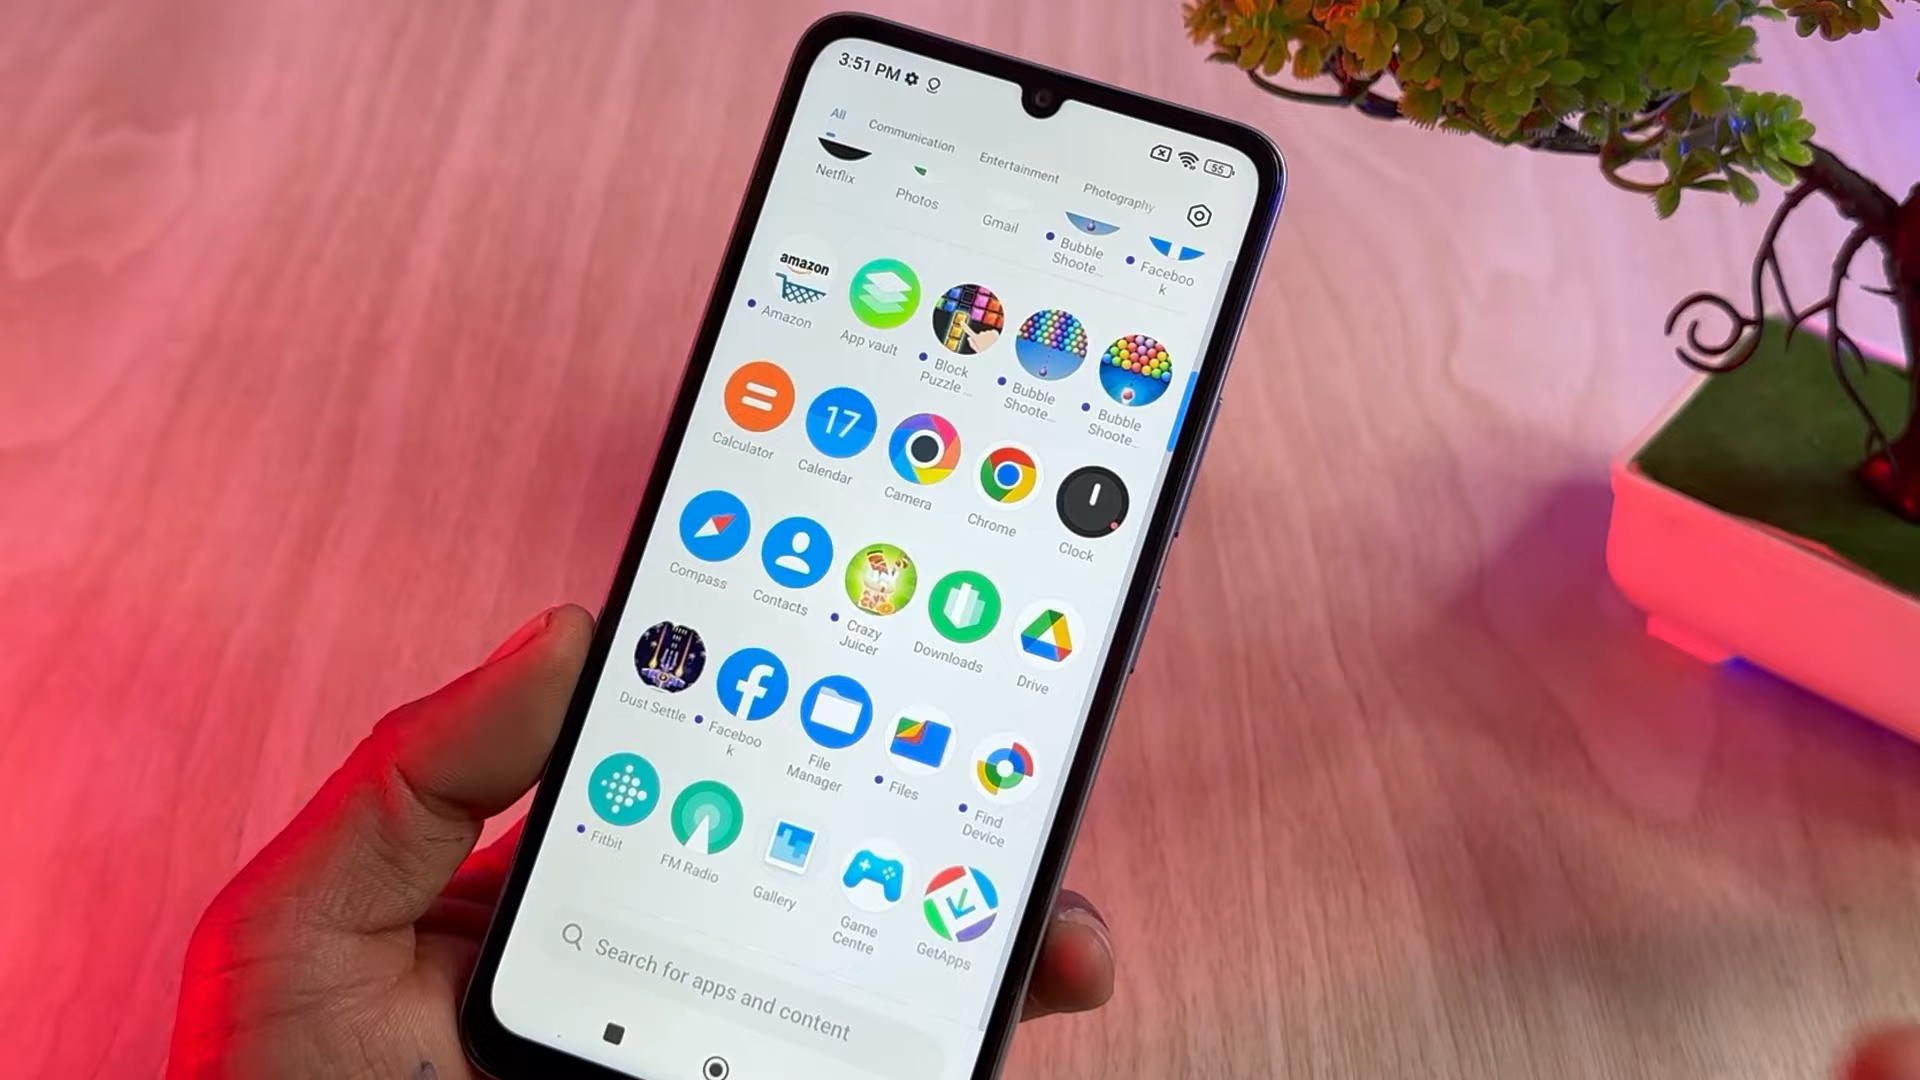 3:51 PM
55
All
Communication
Entertainment
Photography
Netflix
Photos
Gmail
Bubble
Shoote...
Faceboo
k
amazon
Amazon
App vault
Block
Puzzle ...
Bubble
Shoote...
Bubble
Shoote...
17
Calculator
Calendar
Camera
Chrome
Clock
Compass
Contacts
Crazy
Juicer
Downloads
Drive
Dust Settle
Faceboo
k
File
Manager
Files
Find
Device
Fitbit
FM Radio
Gallery
Game
Centre
GetApps
Search for apps and content